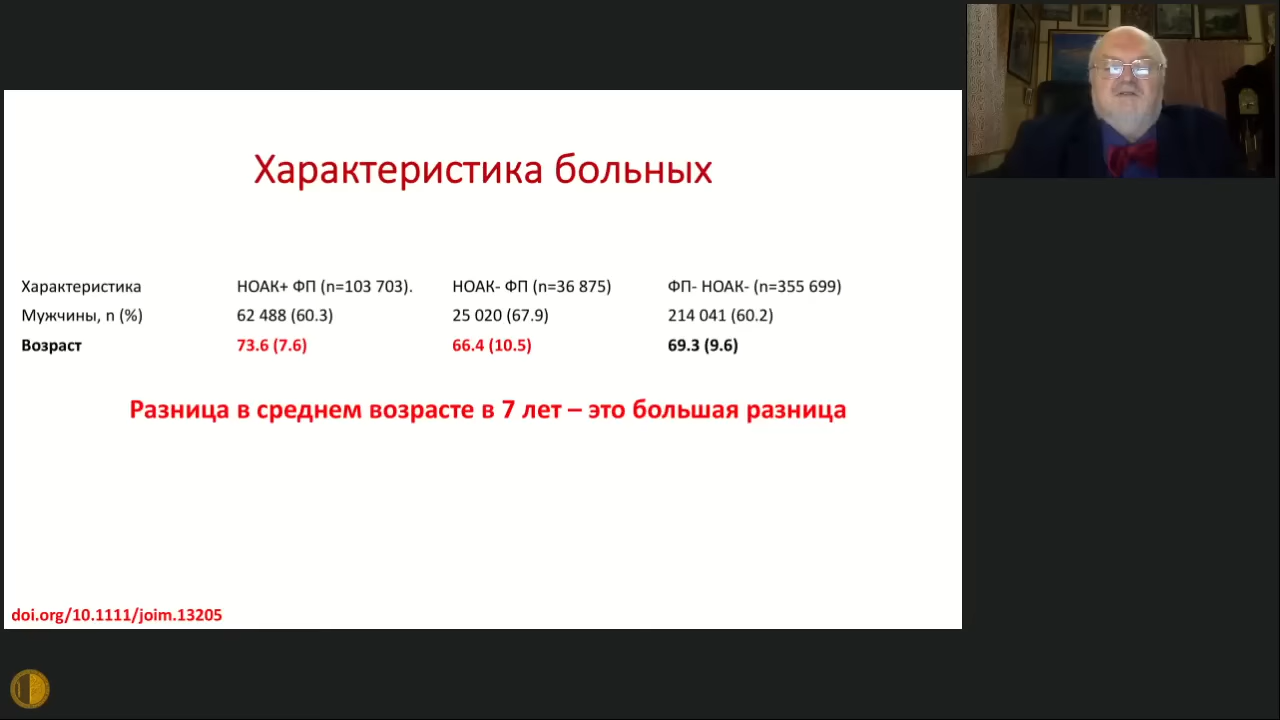 Характеристика больных
Характеристика НОАК+ ФП (n=103 703). НОАК- ФП (n=36 875) ФП- НОАК- (n=355 699)
Мужчины, n (%) 62 488 (60.3) 25 020 (67.9) 214 041 (60.2)
Возраст 73.6 (7.6) 66.4 (10.5) 69.3 (9.6)
Разница в среднем возрасте в 7 лет – это большая разница
doi.org/10.1111/joim.13205